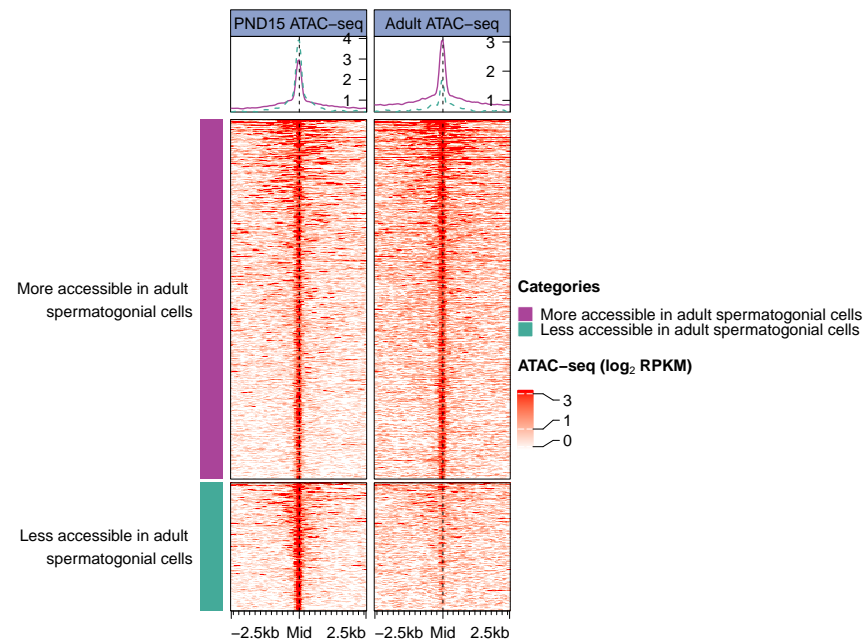 PND15 ATAC−seq
Adult ATAC−seq
4
3
2
1
3
2
1
More accessible in adult
spermatogonial cells
Less accessible in adult
spermatogonial cells
Categories
More accessible in adult spermatogonial cells
Less accessible in adult spermatogonial cells
ATAC−seq (log₂ RPKM)
3
1
0
−2.5kb Mid 2.5kb
−2.5kb Mid 2.5kb